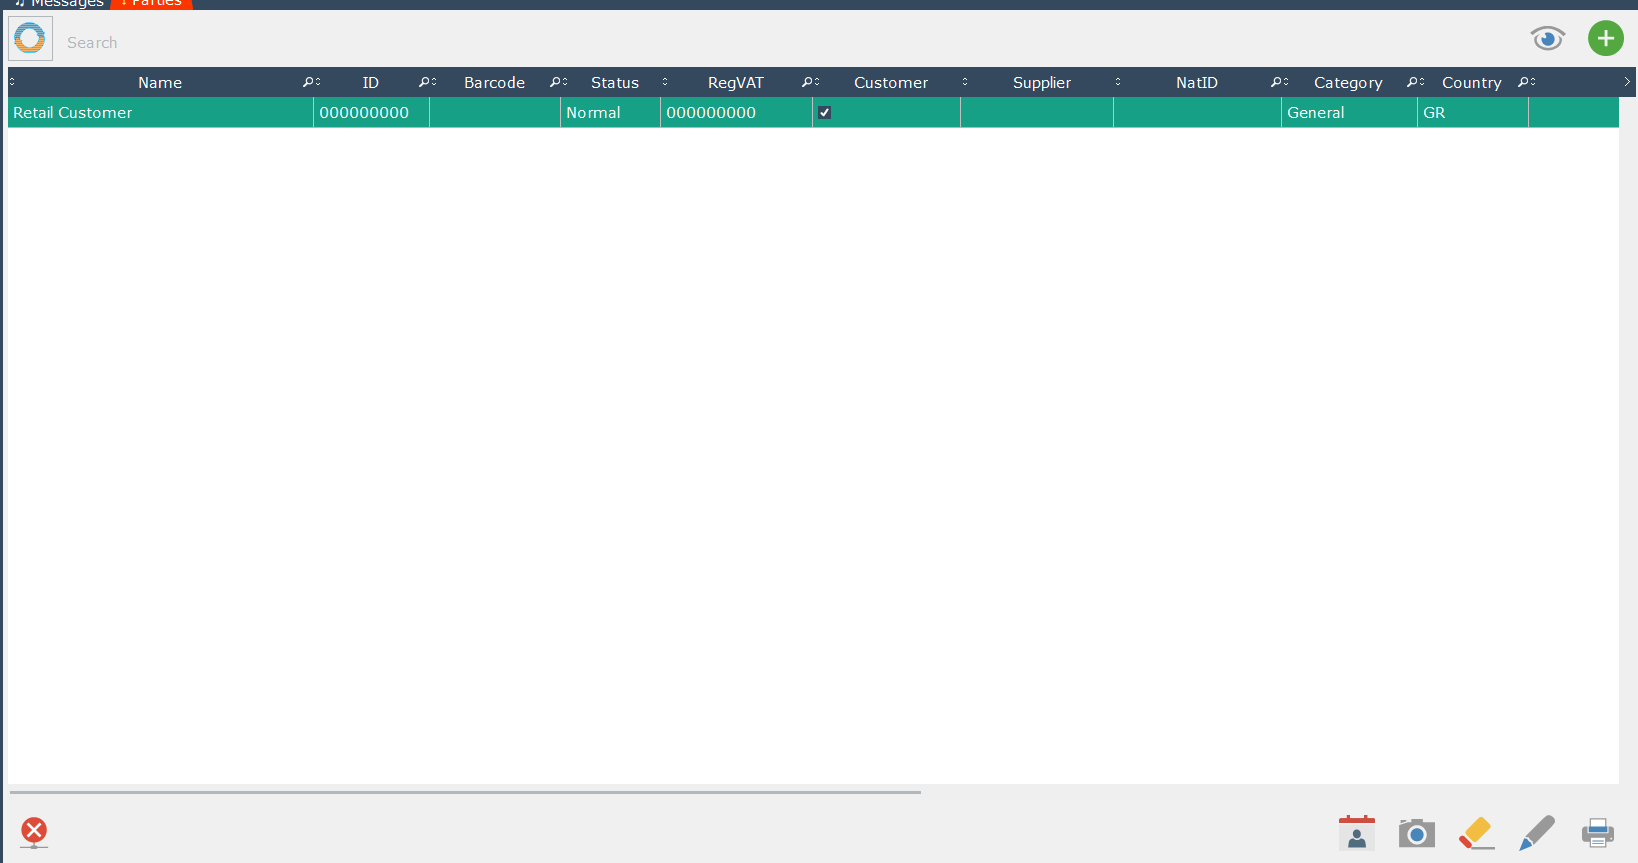 Messages Parties
Search
Name ID Barcode Status RegVAT Customer Supplier NatID Category Country
Retail Customer 000000000 Normal 000000000 General GR